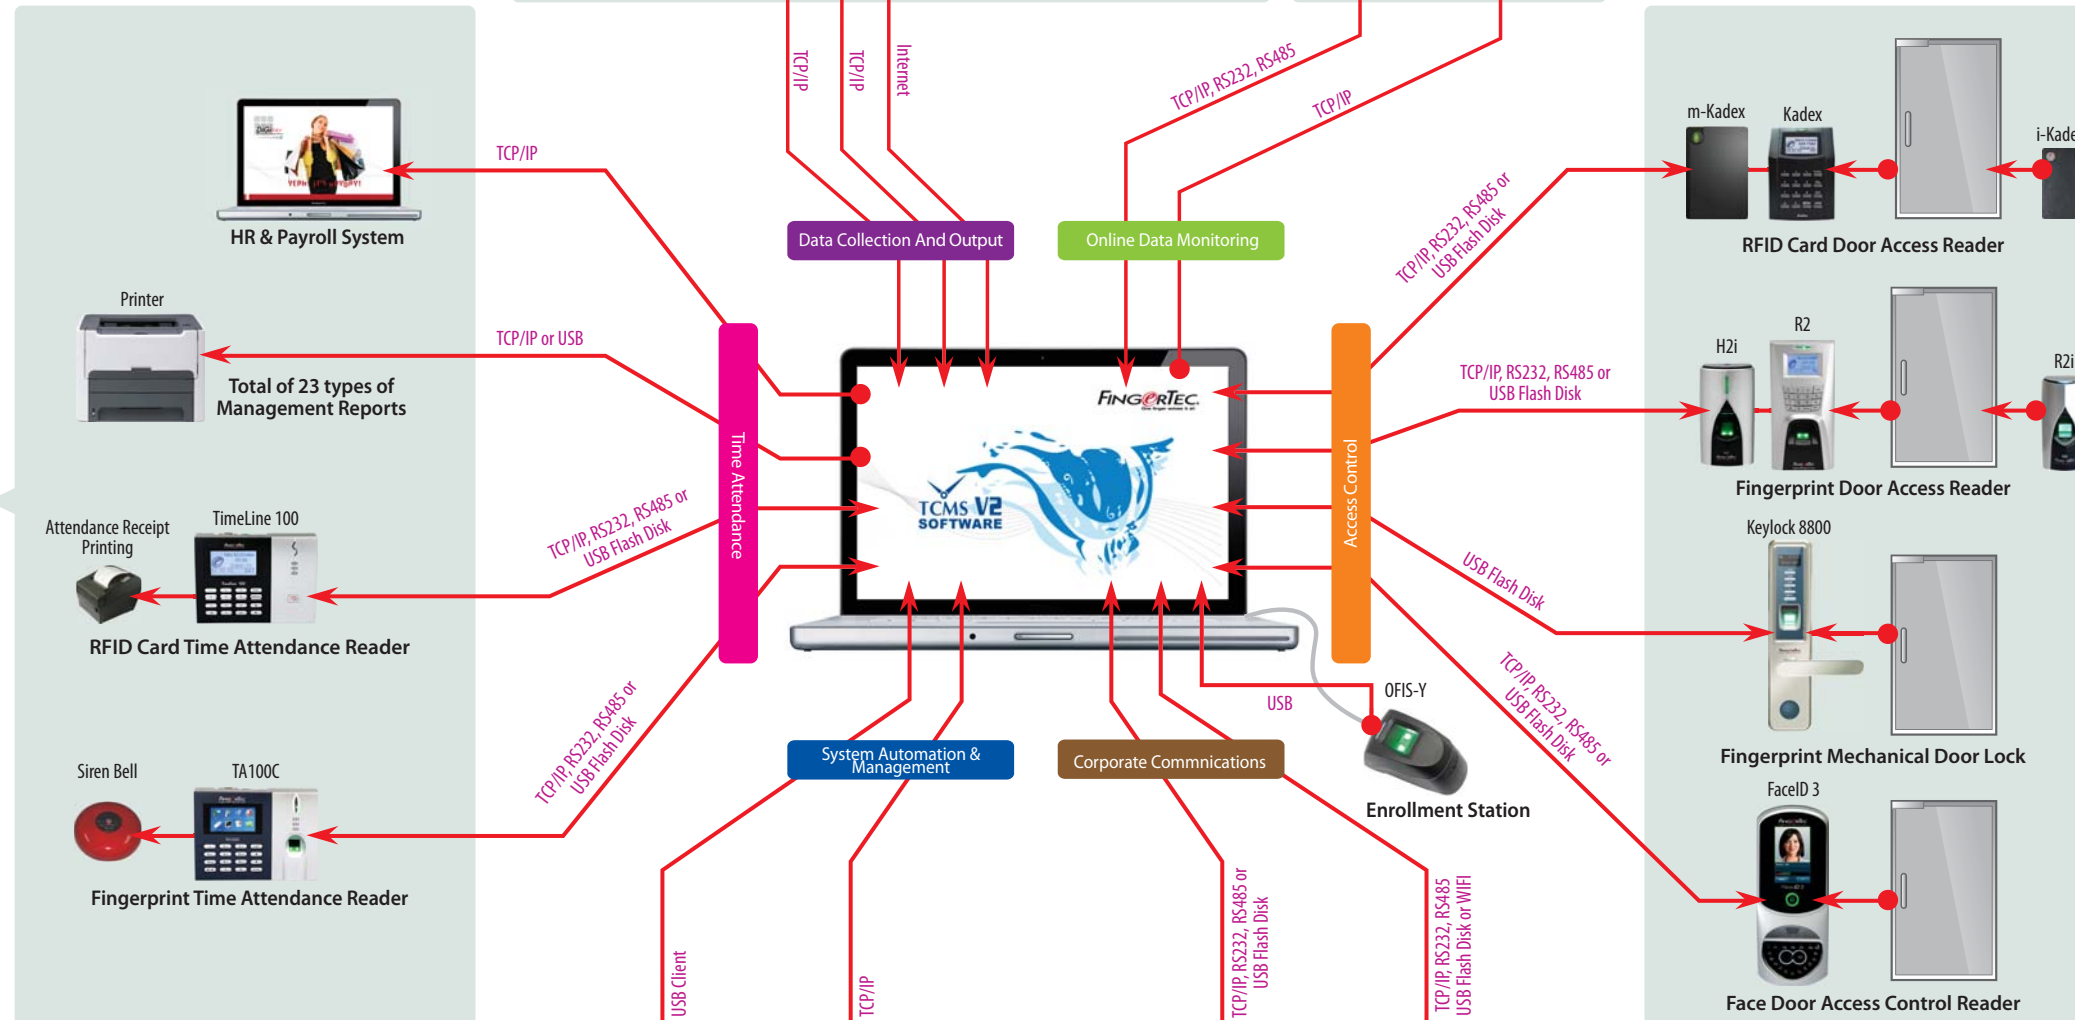 TCP/IP
TCP/IP
Internet
TCP/IP, RS232, RS485
TCP/IP
TCP/IP
HR & Payroll System
Printer
TCP/IP or USB
Total of 23 types of
Management Reports
Attendance Receipt
Printing
TimeLine 100
TCP/IP, RS232, RS485 or
USB Flash Disk
RFID Card Time Attendance Reader
Siren Bell
TA100C
TCP/IP, RS232, RS485 or
USB Flash Disk
Fingerprint Time Attendance Reader
Time Attendance
Data Collection And Output
Online Data Monitoring
FINGERTEC
TCMS V2
SOFTWARE
System Automation &
Management
Corporate Commnications
USB
OFIS-Y
Enrollment Station
USB Client
TCP/IP
TCP/IP, RS232, RS485 or
USB Flash Disk
TCP/IP, RS232, RS485
USB Flash Disk or WIFI
Access Control
TCP/IP, RS232, RS485 or
USB Flash Disk
TCP/IP, RS232, RS485 or
USB Flash Disk
USB Flash Disk
TCP/IP, RS232, RS485 or
USB Flash Disk
m-Kadex
Kadex
RFID Card Door Access Reader
H2i
R2
R2i
Fingerprint Door Access Reader
Keylock 8800
Fingerprint Mechanical Door Lock
FaceID 3
Face Door Access Control Reader